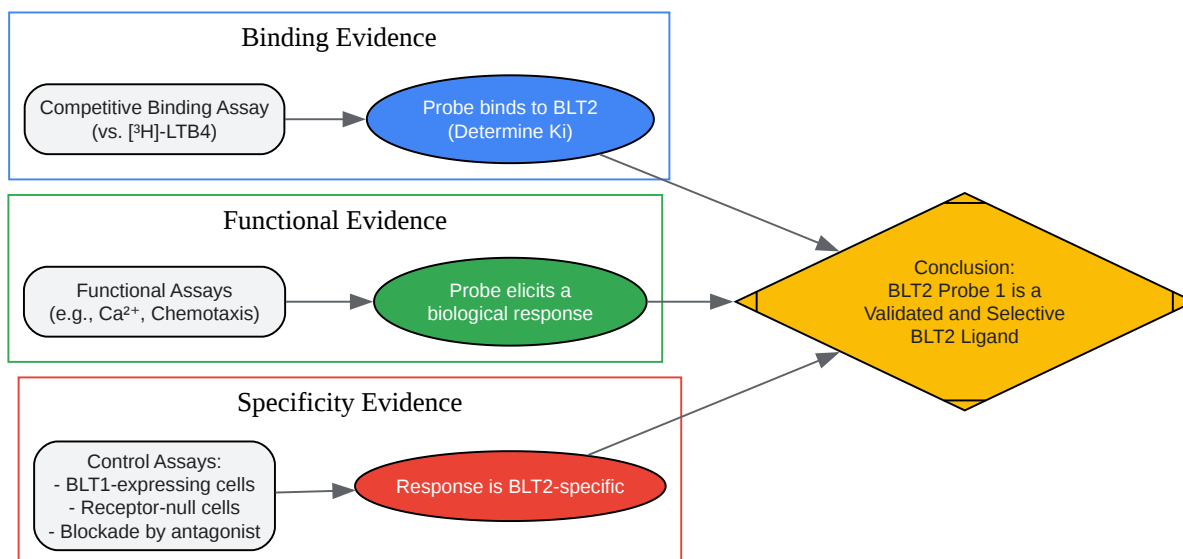 Binding Evidence
Competitive Binding Assay
(vs. [³H]-LTB4)
Probe binds to BLT2
(Determine Ki)
Functional Evidence
Functional Assays
(e.g., Ca²⁺, Chemotaxis)
Probe elicits a
biological response
Specificity Evidence
Control Assays:
- BLT1-expressing cells
- Receptor-null cells
- Blockade by antagonist
Response is BLT2-specific
Conclusion:
BLT2 Probe 1 is a
Validated and Selective
BLT2 Ligand